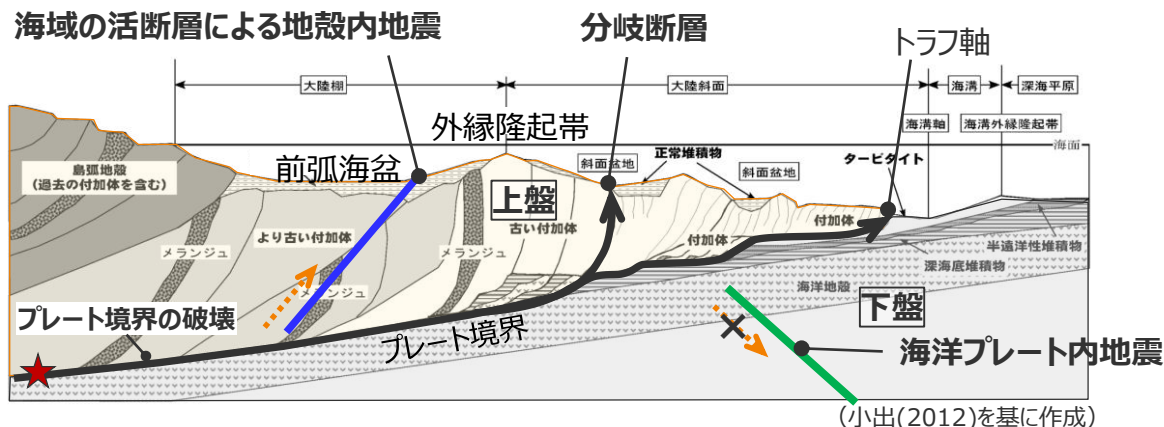 海域の活断層による地殻内地震
分岐断層
トラフ軸
大陸棚
大陸斜面
海溝
深海平原
海溝軸
海溝外縁隆起帯
海面
外縁隆起帯
前弧海盆
斜面盆地
正常堆積物
斜面盆地
タービダイト
島弧地殻
(過去の付加体を含む)
上盤
古い付加体
より古い付加体
メランジュ
メランジュ
メランジュ
付加体
付加体
半遠洋性堆積物
深海底堆積物
海洋地殻
下盤
プレート境界の破壊
プレート境界
海洋プレート内地震
(小出(2012)を基に作成)